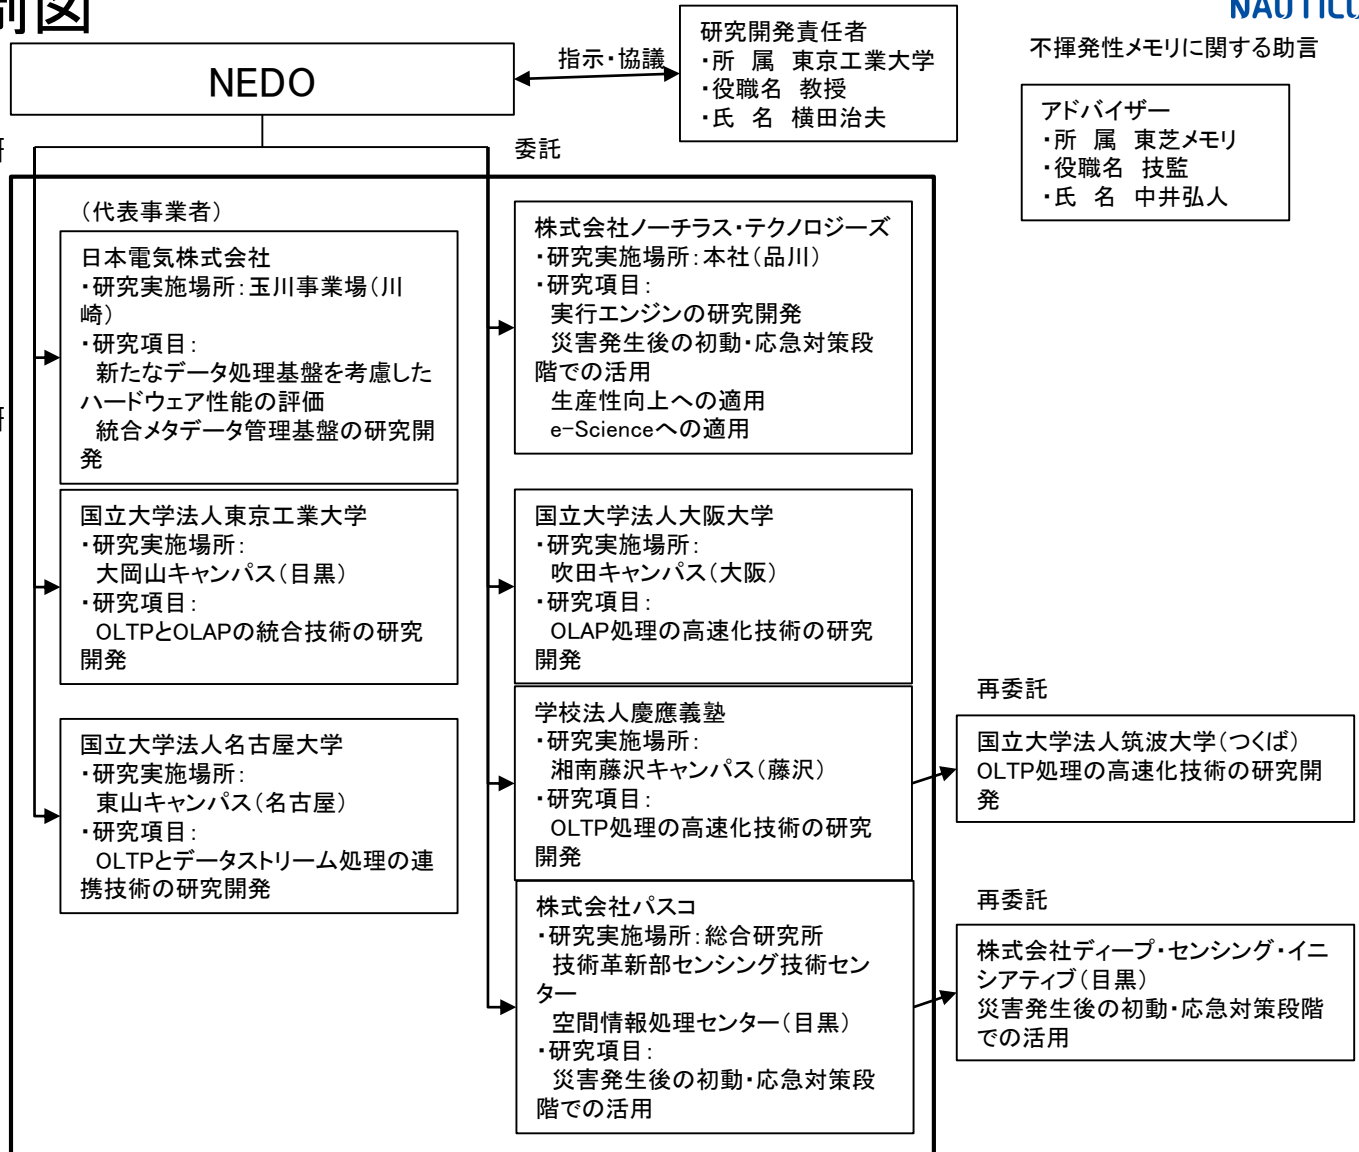 制図
NAUTILU
NEDO
指示・協議
研究開発責任者
・所　属　東京工業大学
・役職名　教授
・氏　名　横田治夫
不揮発性メモリに関する助言
アドバイザー
・所　属　東芝メモリ
・役職名　技監
・氏　名　中井弘人
委託
（代表事業者）
日本電気株式会社
・研究実施場所：玉川事業場（川
崎）
・研究項目：
新たなデータ処理基盤を考慮した
ハードウェア性能の評価
統合メタデータ管理基盤の研究開
発
株式会社ノーチラス・テクノロジーズ
・研究実施場所：本社（品川）
・研究項目：
実行エンジンの研究開発
災害発生後の初動・応急対策段
階での活用
生産性向上への適用
e-Scienceへの適用
国立大学法人東京工業大学
・研究実施場所：
大岡山キャンパス（目黒）
・研究項目：
OLTPとOLAPの統合技術の研究
開発
国立大学法人大阪大学
・研究実施場所：
吹田キャンパス（大阪）
・研究項目：
OLAP処理の高速化技術の研究
開発
国立大学法人名古屋大学
・研究実施場所：
東山キャンパス（名古屋）
・研究項目：
OLTPとデータストリーム処理の連
携技術の研究開発
学校法人慶應義塾
・研究実施場所：
湘南藤沢キャンパス（藤沢）
・研究項目：
OLTP処理の高速化技術の研究
開発
再委託
国立大学法人筑波大学（つくば）
OLTP処理の高速化技術の研究開
発
株式会社パスコ
・研究実施場所：総合研究所
技術革新部センシング技術セン
ター
空間情報処理センター（目黒）
・研究項目：
災害発生後の初動・応急対策段
階での活用
再委託
株式会社ディープ・センシング・イニ
シアティブ（目黒）
災害発生後の初動・応急対策段階
での活用